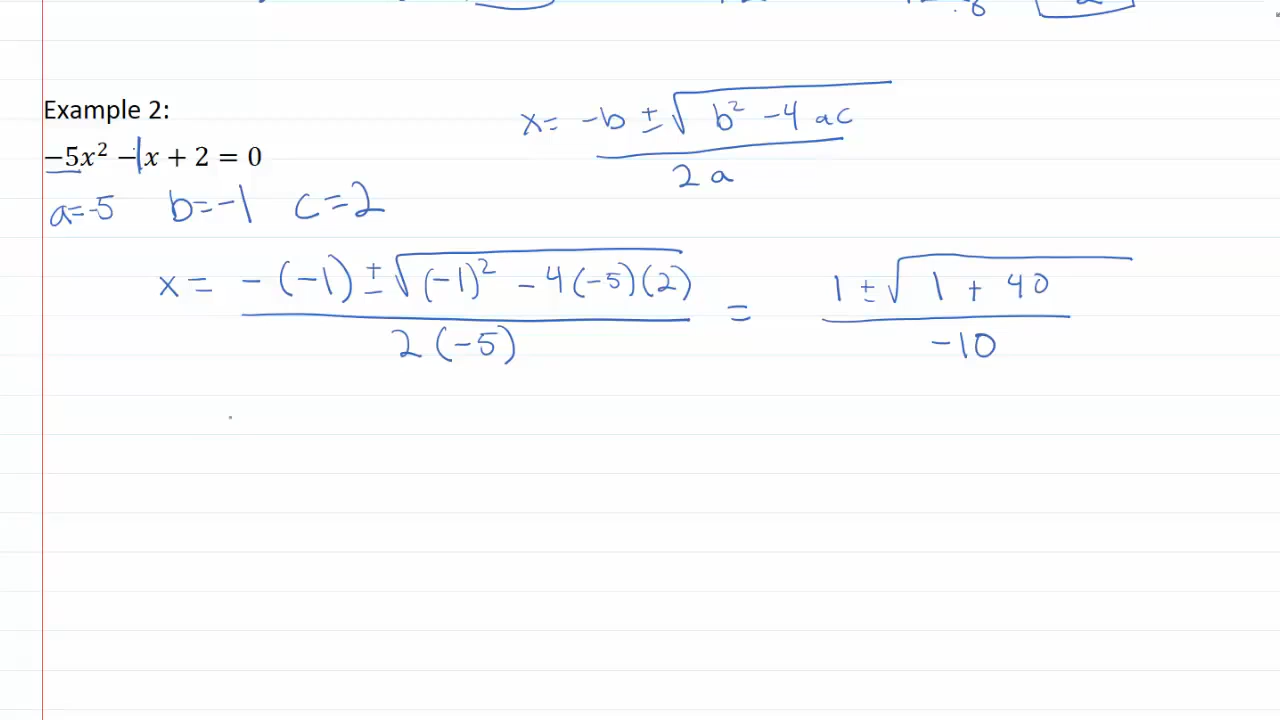 Example 2:
x = -b ± √(b² - 4ac) / 2a
−5x² −1x + 2 = 0
a=-5 b=-1 c=2
x = -(-1) ± √((-1)² - 4(-5)(2)) / 2(-5) = 1 ± √(1 + 40) / -10